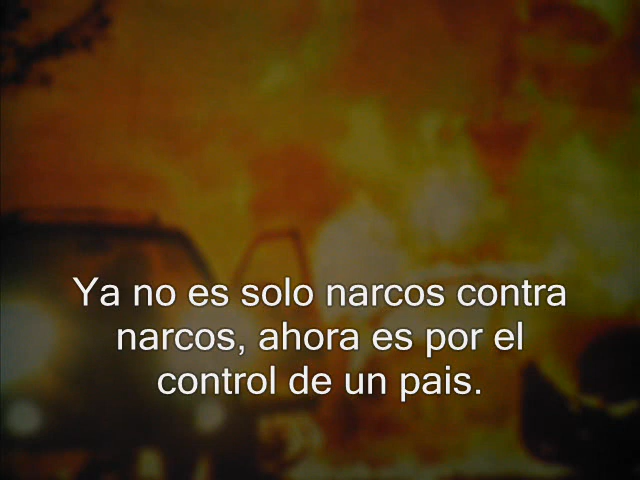 Ya no es solo narcos contra
narcos, ahora es por el
control de un pais.